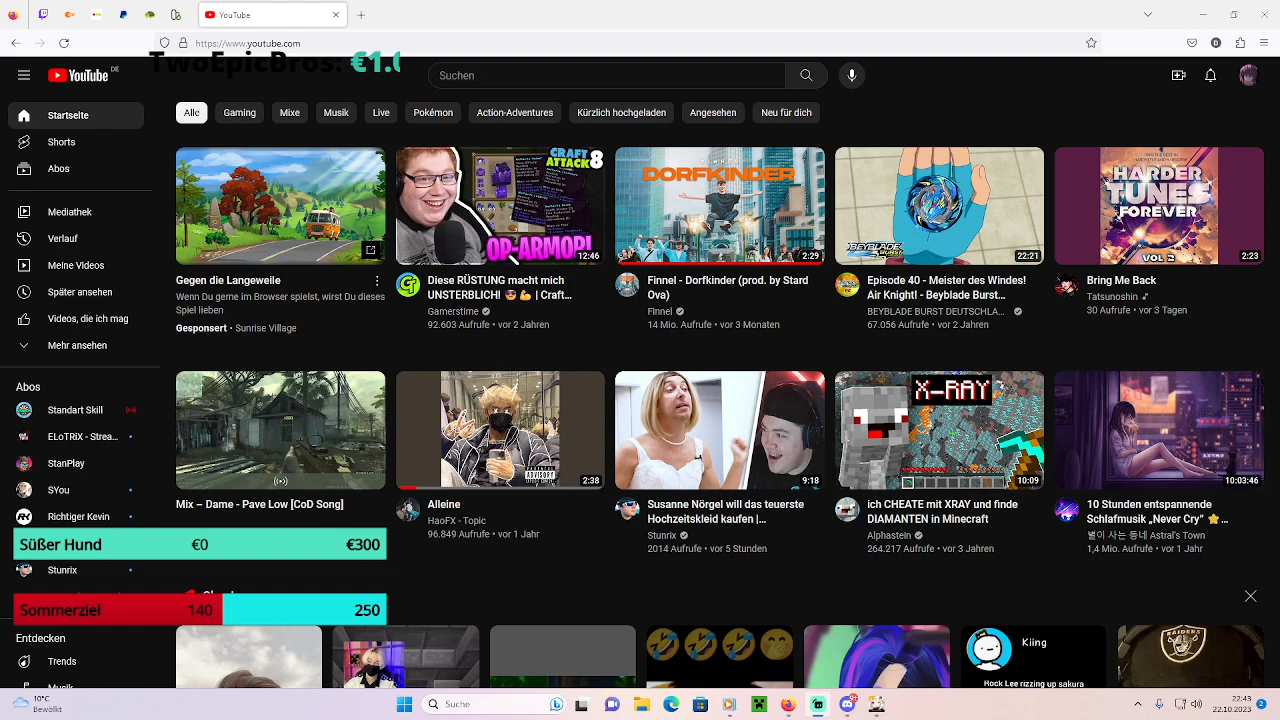 YouTube
https://www.youtube.com
TwoEpicBros: €1.0
YouTube DE
Suchen
Alle
Gaming
Mixe
Musik
Live
Pokémon
Action-Adventures
Kürzlich hochgeladen
Angesehen
Neu für dich
Startseite
Shorts
Abos
Mediathek
Verlauf
Meine Videos
Später ansehen
Videos, die ich mag
Mehr ansehen
Abos
Standart Skill
ELoTRiX - Strea...
StanPlay
SYou
Richtiger Kevin
Süßer Hund €0 €300
Stunrix
Sommerziel 140 250
Entdecken
Trends
Musik
Gegen die Langeweile
Wenn Du gerne im Browser spielst, wirst Du dieses
Spiel lieben
Gesponsert • Sunrise Village
CRAFT
ATTACK 8
OP-ARMOR!
12:46
Diese RÜSTUNG macht mich
UNSTERBLICH! 😎 💪 | Craft...
Gamerstime
92.603 Aufrufe • vor 2 Jahren
FINNEL
DORFKINDER
2:29
Finnel - Dorfkinder (prod. by Stard
Ova)
FInnel
14 Mio. Aufrufe • vor 3 Monaten
BEYBLADE
BURST
22:21
Episode 40 - Meister des Windes!
Air Knight! - Beyblade Burst...
BEYBLADE BURST DEUTSCHLA...
67.056 Aufrufe • vor 2 Jahren
HARDER
TUNES
FOREVER
VOL 2
2:23
Bring Me Back
Tatsunoshin
30 Aufrufe • vor 3 Tagen
Mix – Dame - Pave Low [CoD Song]
ADVISORY
2:38
Alleine
HaoFX - Topic
96.849 Aufrufe • vor 1 Jahr
9:18
Susanne Nörgel will das teuerste
Hochzeitskleid kaufen |...
Stunrix
2014 Aufrufe • vor 5 Stunden
X-RAY
10:09
ich CHEATE mit XRAY und finde
DIAMANTEN in Minecraft
Alphastein
264.217 Aufrufe • vor 3 Jahren
10:03:46
10 Stunden entspannende
Schlafmusik „Never Cry" ⭐ ...
별이 사는 동네 Astral's Town
1,4 Mio. Aufrufe • vor 1 Jahr
RAIDERS
Kiing
Rock Lee rizzing up sakura
10°C
Bewölkt
Suche
22:43
22.10.2023
2